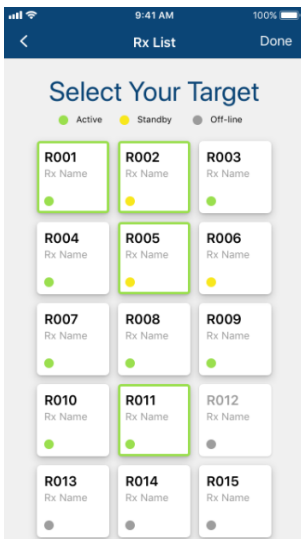 9:41 AM 100%
Rx List Done
Select Your Target
Active Standby Off-line
R001 R002 R003
Rx Name Rx Name Rx Name
R004 R005 R006
Rx Name Rx Name Rx Name
R007 R008 R009
Rx Name Rx Name Rx Name
R010 R011 R012
Rx Name Rx Name Rx Name
R013 R014 R015
Rx Name Rx Name Rx Name